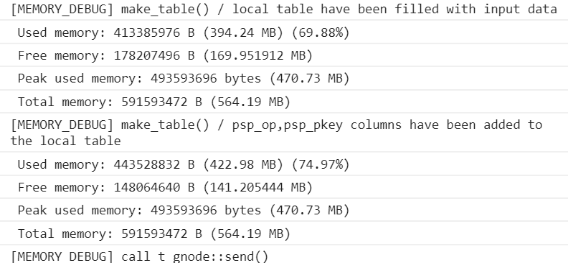 [MEMORY_DEBUG] make_table() / local table have been filled with input data
Used memory: 413385976 B (394.24 MB) (69.88%)
Free memory: 178207496 B (169.951912 MB)
Peak used memory: 493593696 bytes (470.73 MB)
Total memory: 591593472 B (564.19 MB)
[MEMORY_DEBUG] make_table() / psp_op,psp_pkey columns have been added to
the local table
Used memory: 443528832 B (422.98 MB) (74.97%)
Free memory: 148064640 B (141.205444 MB)
Peak used memory: 493593696 bytes (470.73 MB)
Total memory: 591593472 B (564.19 MB)
[MEMORY DEBUG] call t gnode::send()